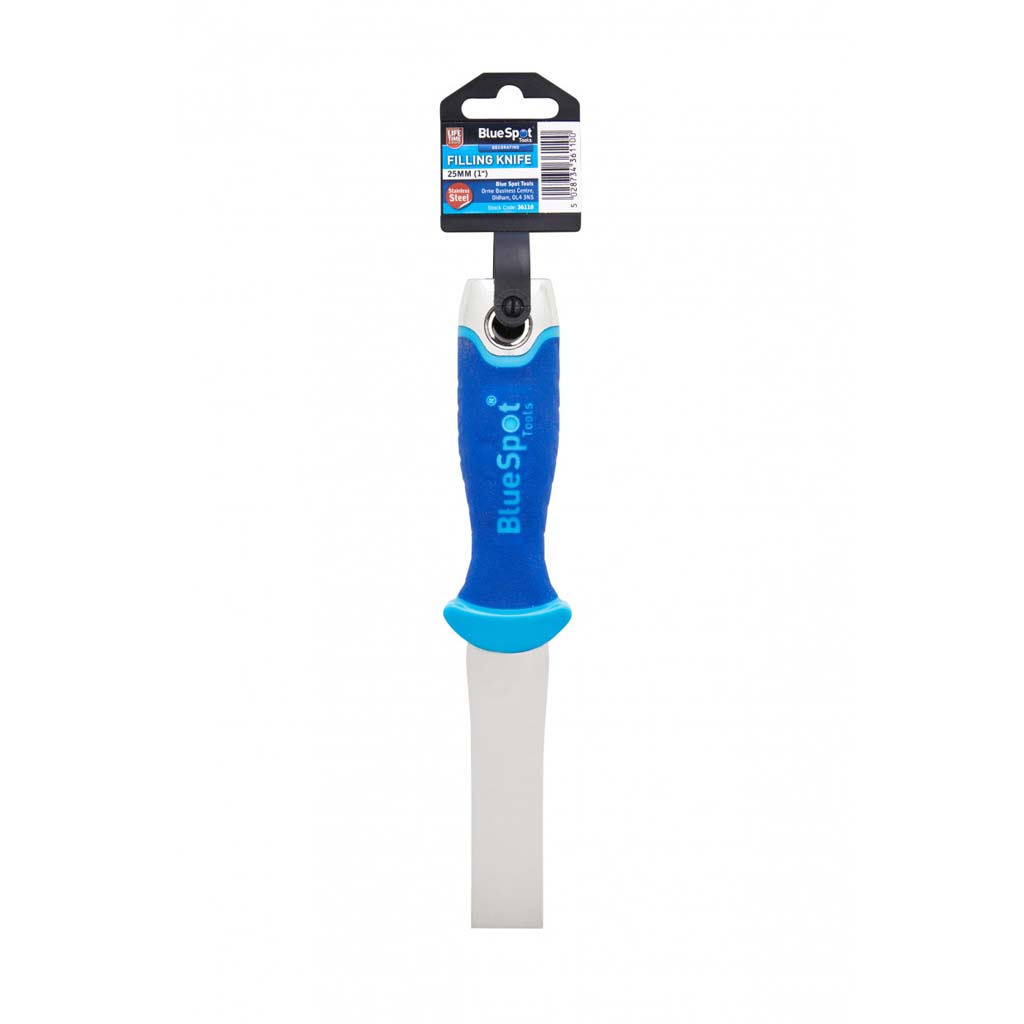 LIFE
TIME
BlueSpot
Tools
DECORATING
FILLING KNIFE
25MM (1")
Stainless
Steel
Blue Spot Tools
Orme Business Centre,
Oldham, OL4 3NS
Stock Code: 36110
5 028734 361100
BlueSpot®
Tools